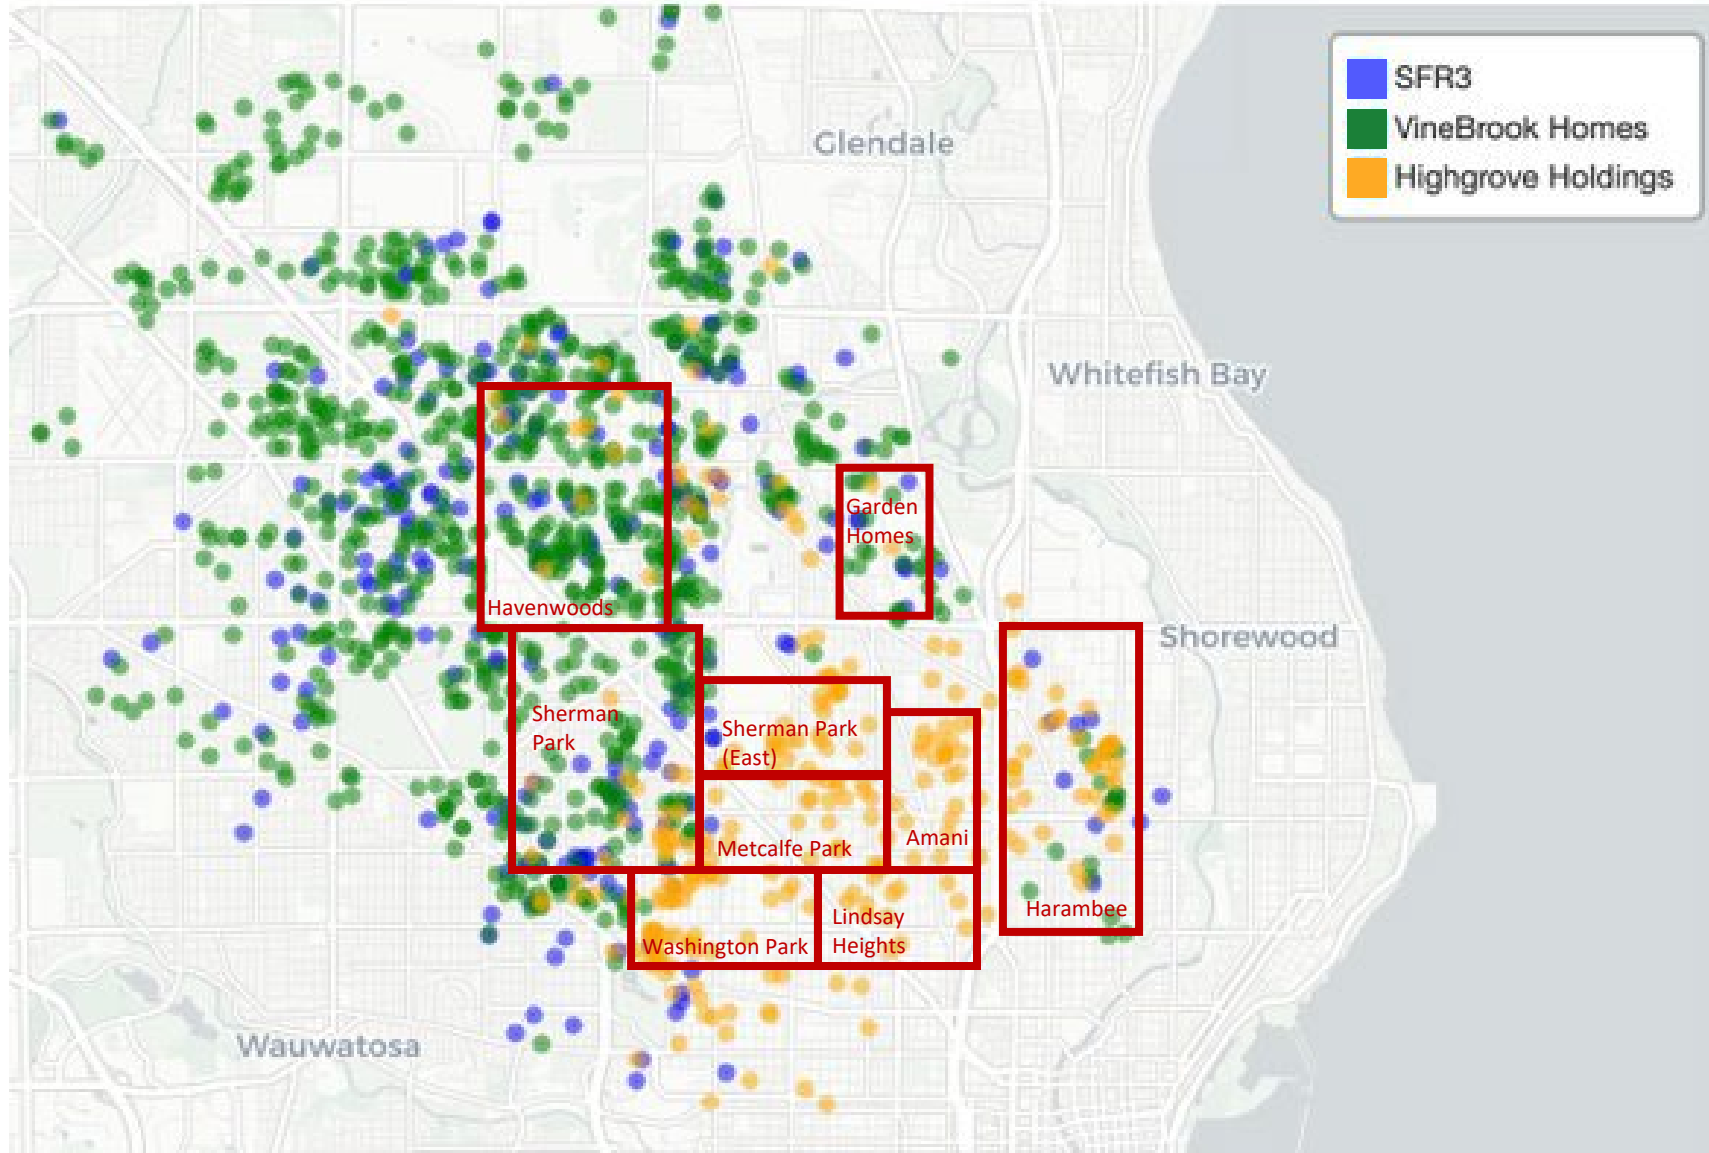 SFR3
VineBrook Homes
Highgrove Holdings
Glendale
Whitefish Bay
Garden
Homes
Havenwoods
Shorewood
Sherman
Park
Sherman Park
(East)
Metcalfe Park
Amani
Harambee
Lindsay
Heights
Washington Park
Wauwatosa